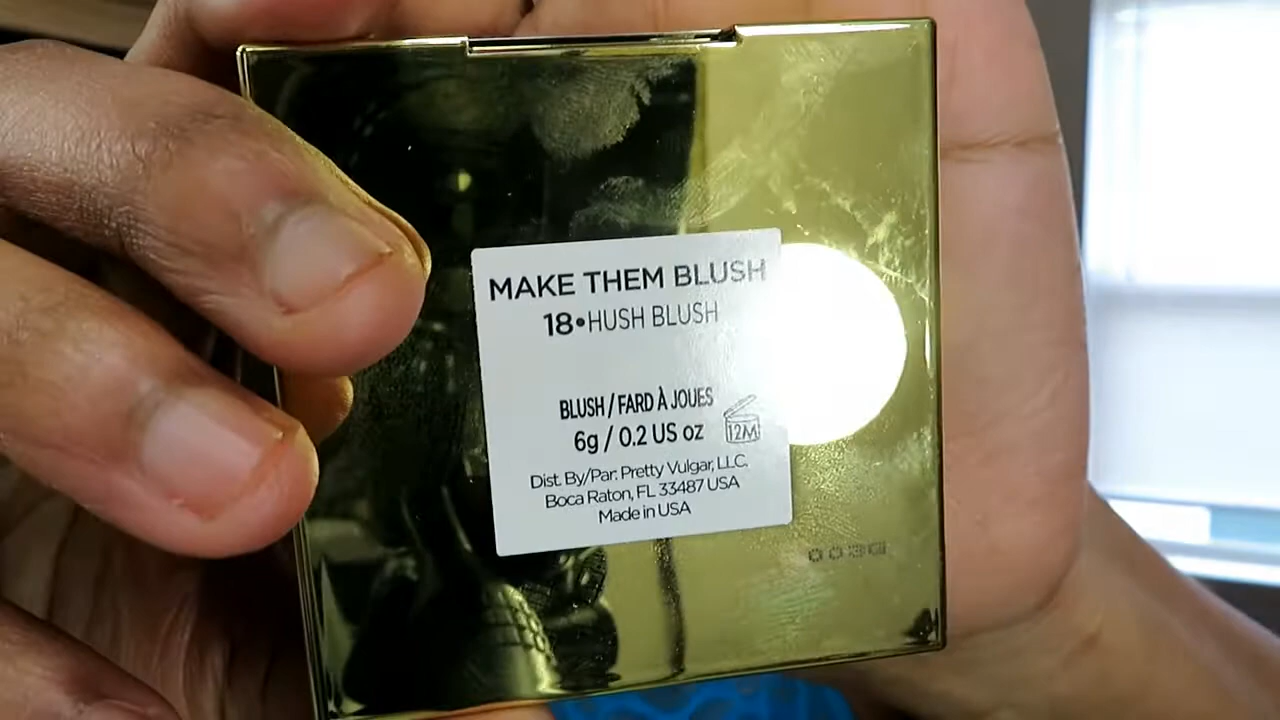 MAKE THEM BLUSH
18•HUSH BLUSH
BLUSH / FARD À JOUES
6g / 0.2 US oz
12M
Dist. By/Par. Pretty Vulgar, LLC.
Boca Raton, FL 33487 USA
Made in USA